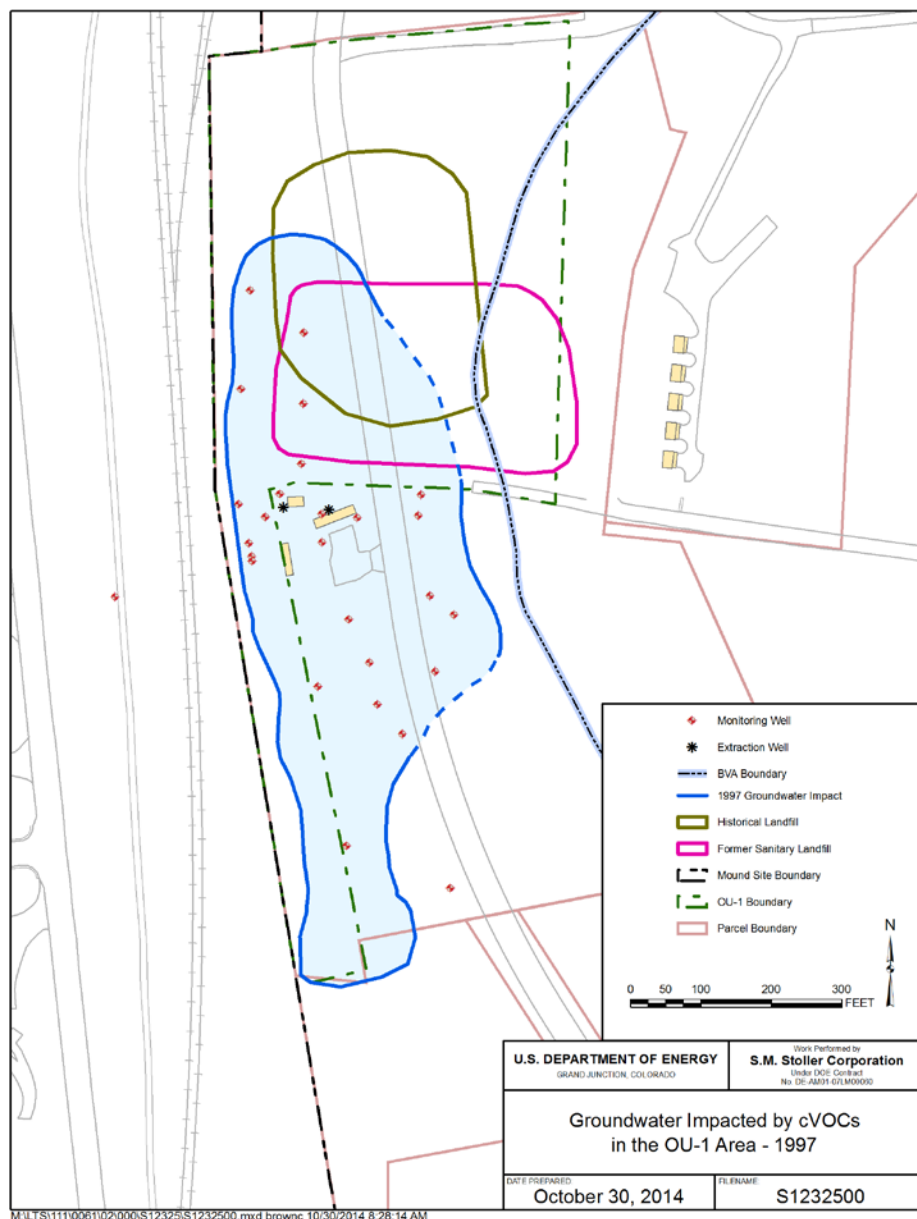 Monitoring Well
Extraction Well
BVA Boundary
1997 Groundwater Impact
Historical Landfill
Former Sanitary Landfill
Mound Site Boundary
OU-1 Boundary
Parcel Boundary
N
0 50 100 200 300
FEET
U.S. DEPARTMENT OF ENERGY
GRAND JUNCTION, COLORADO
Work Performed by
S.M. Stoller Corporation
Under DOE Contract
No. DE-AM01-07LM00060
Groundwater Impacted by cVOCs
in the OU-1 Area - 1997
DATE PREPARED:
October 30, 2014
FILENAME:
S1232500
M:\LTS\111\0061\02\000\S12325\S1232500.mxd brownc 10/30/2014 8:28:14 AM